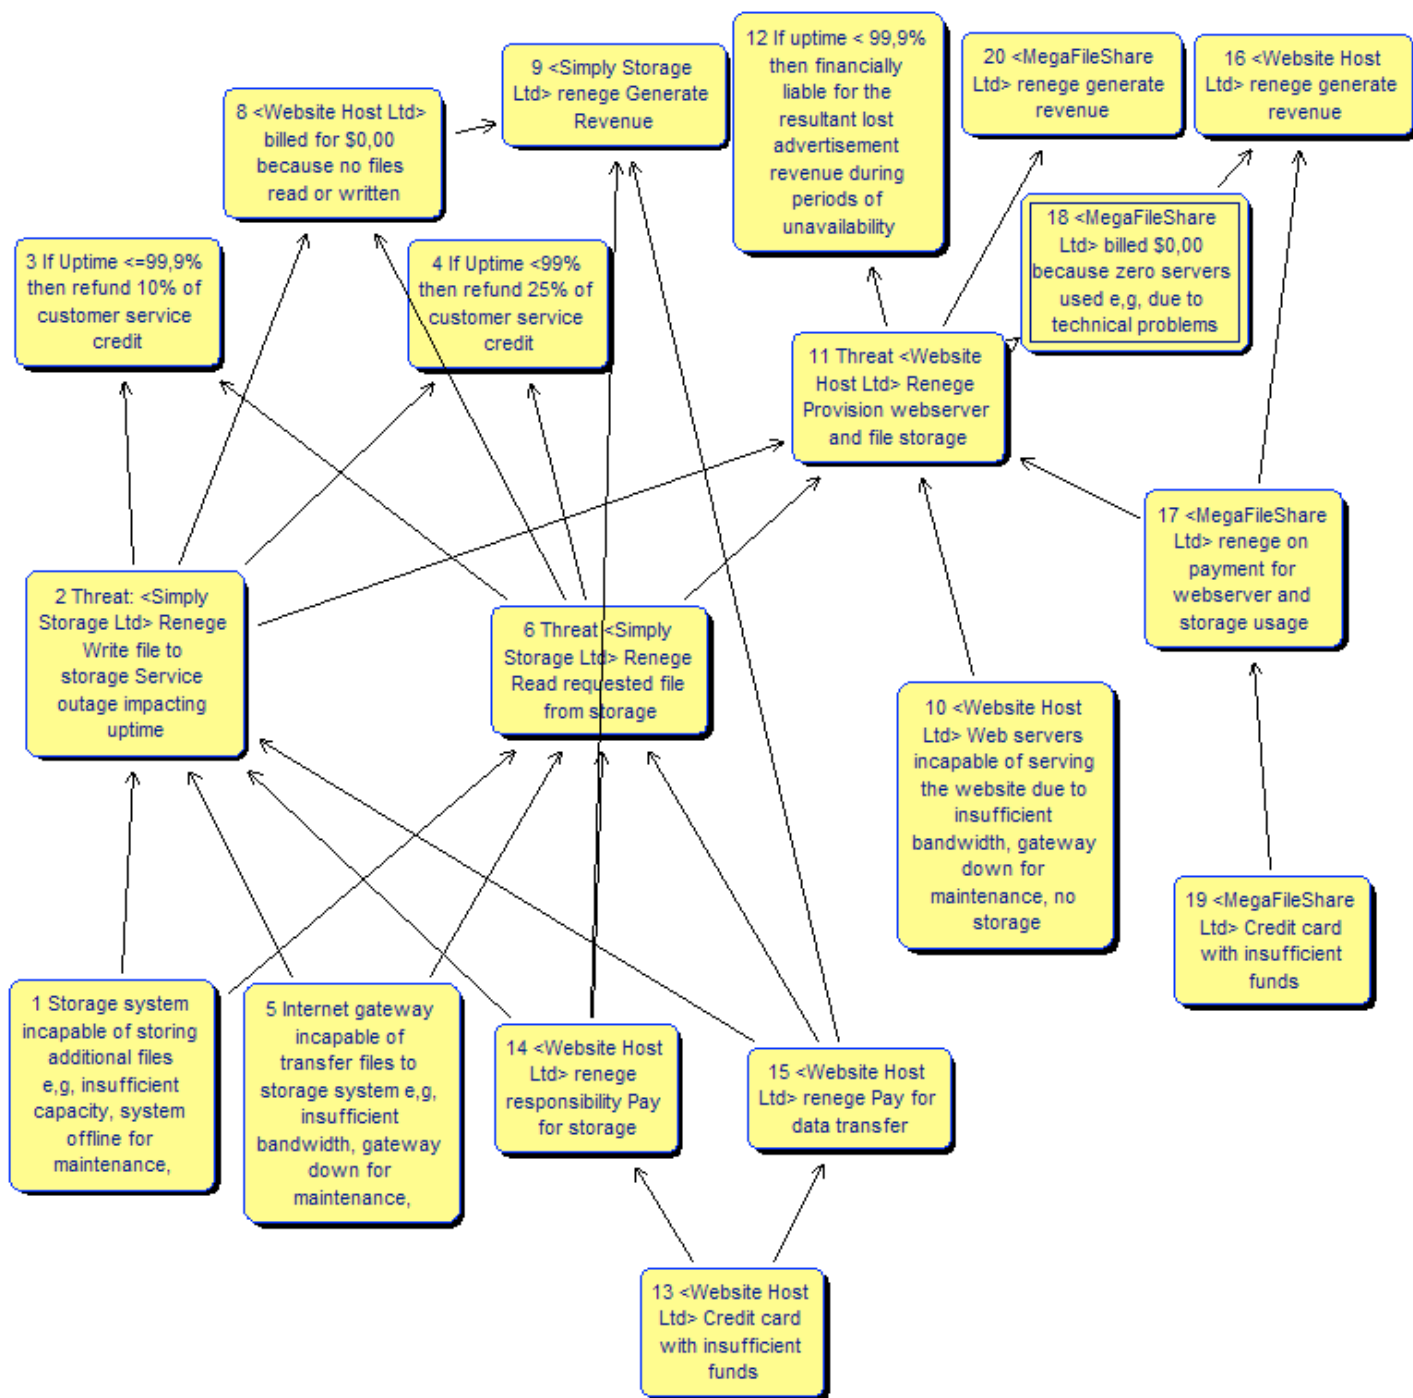 12 If uptime < 99,9%
then financially
liable for the
resultant lost
advertisement
revenue during
periods of
unavailability
20 <MegaFileShare
Ltd> renege generate
revenue
16 <Website Host
Ltd> renege generate
revenue
9 <Simply Storage
Ltd> renege Generate
Revenue
8 <Website Host Ltd>
billed for $0,00
because no files
read or written
18 <MegaFileShare
Ltd> billed $0,00
because zero servers
used e,g, due to
technical problems
3 If Uptime <=99,9%
then refund 10% of
customer service
credit
4 If Uptime <99%
then refund 25% of
customer service
credit
11 Threat <Website
Host Ltd> Renege
Provision webserver
and file storage
17 <MegaFileShare
Ltd> renege on
payment for
webserver and
storage usage
2 Threat: <Simply
Storage Ltd> Renege
Write file to
storage Service
outage impacting
uptime
6 Threat <Simply
Storage Ltd> Renege
Read requested file
from storage
10 <Website Host
Ltd> Web servers
incapable of serving
the website due to
insufficient
bandwidth, gateway
down for
maintenance, no
storage
19 <MegaFileShare
Ltd> Credit card
with insufficient
funds
1 Storage system
incapable of storing
additional files
e,g, insufficient
capacity, system
offline for
maintenance,
5 Internet gateway
incapable of
transfer files to
storage system e,g,
insufficient
bandwidth, gateway
down for
maintenance,
14 <Website Host
Ltd> renege
responsibility Pay
for storage
15 <Website Host
Ltd> renege Pay for
data transfer
13 <Website Host
Ltd> Credit card
with insufficient
funds